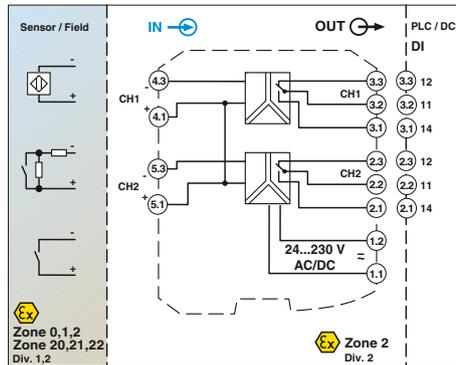 Sensor / Field
IN
OUT
PLC / DCS
DI
-
+
-
+
-
+
CH1
-
4.3
+
4.1
CH2
-
5.3
+
5.1
3.3
CH1
3.2
3.1
2.3
CH2
2.2
2.1
24...230 V
AC/DC
≈
1.2
1.1
3.3 12
3.2 11
3.1 14
2.3 12
2.2 11
2.1 14
Ex
Zone 0,1,2
Zone 20,21,22
Div. 1,2
Ex
Zone 2
Div. 2